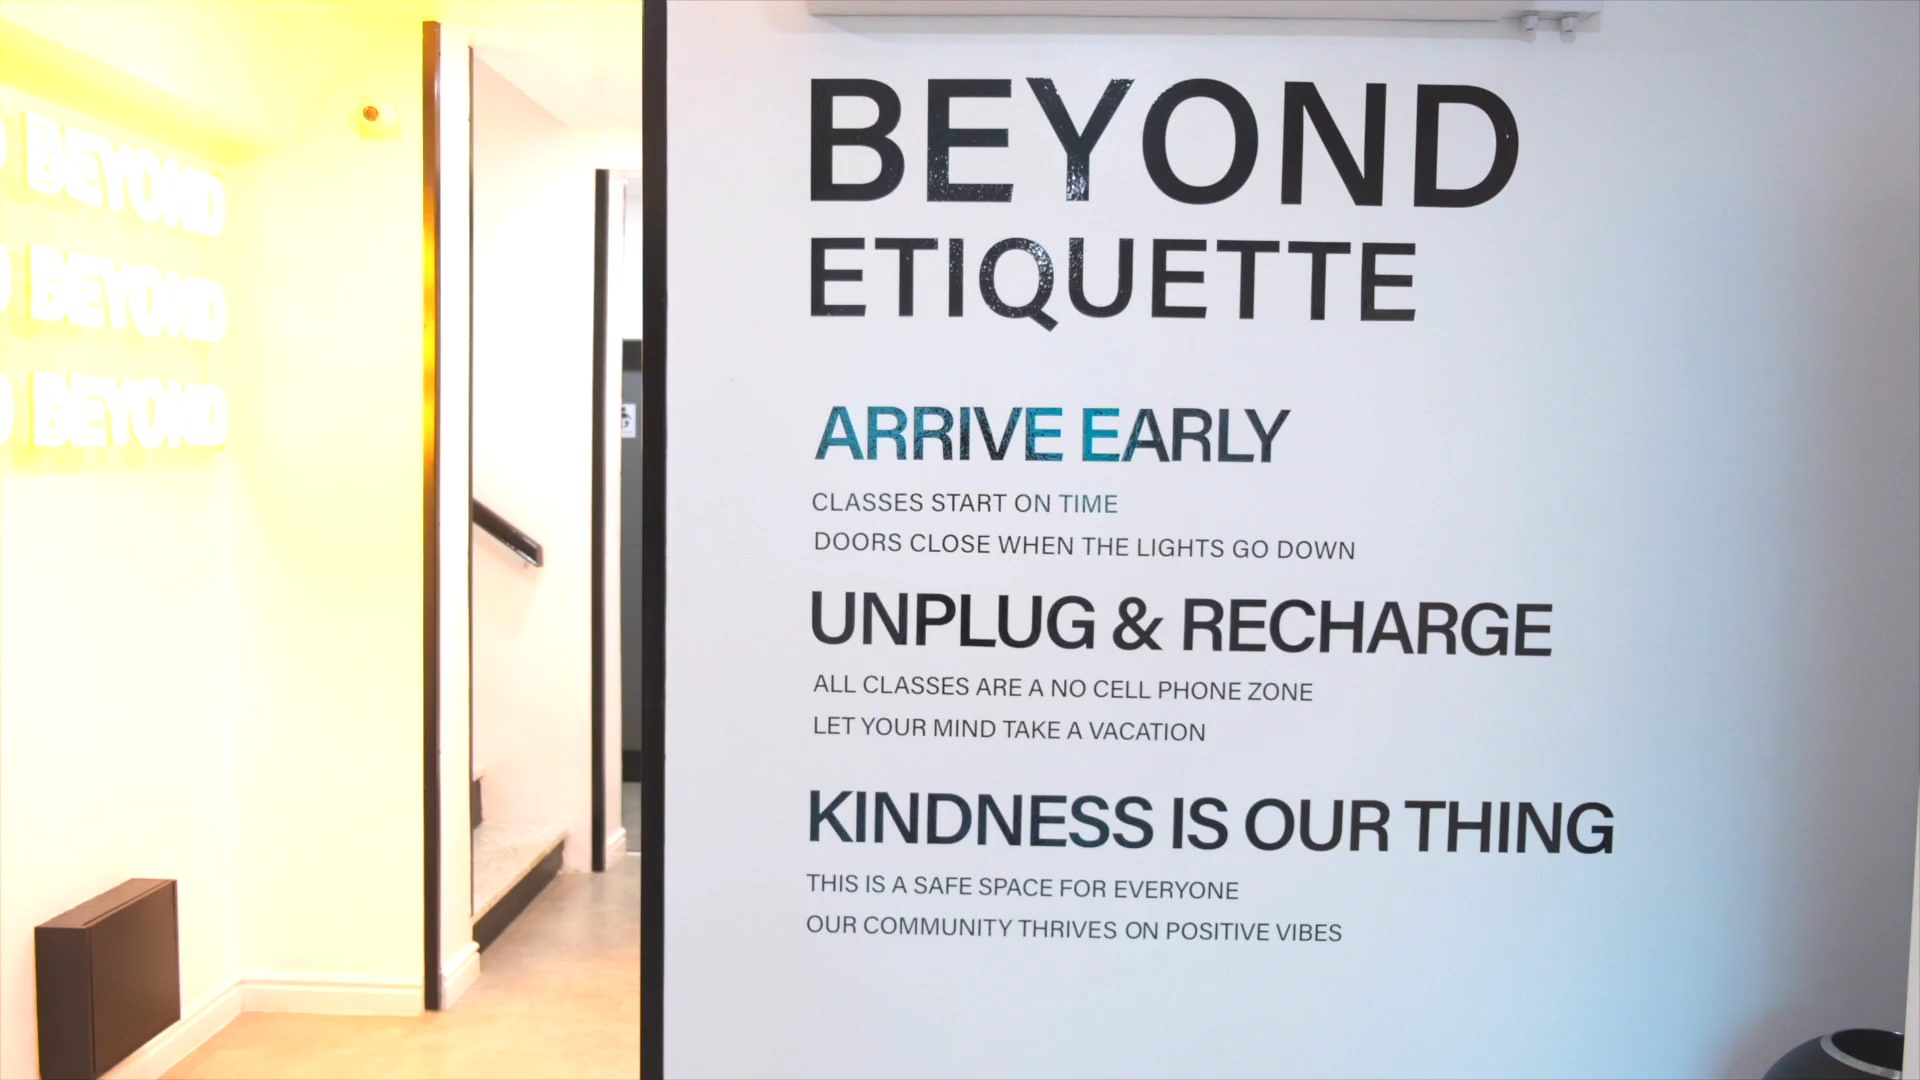 BEYOND
BEYOND
BEYOND
BEYOND
ETIQUETTE
ARRIVE EARLY
CLASSES START ON TIME
DOORS CLOSE WHEN THE LIGHTS GO DOWN
UNPLUG & RECHARGE
ALL CLASSES ARE A NO CELL PHONE ZONE
LET YOUR MIND TAKE A VACATION
KINDNESS IS OUR THING
THIS IS A SAFE SPACE FOR EVERYONE
OUR COMMUNITY THRIVES ON POSITIVE VIBES